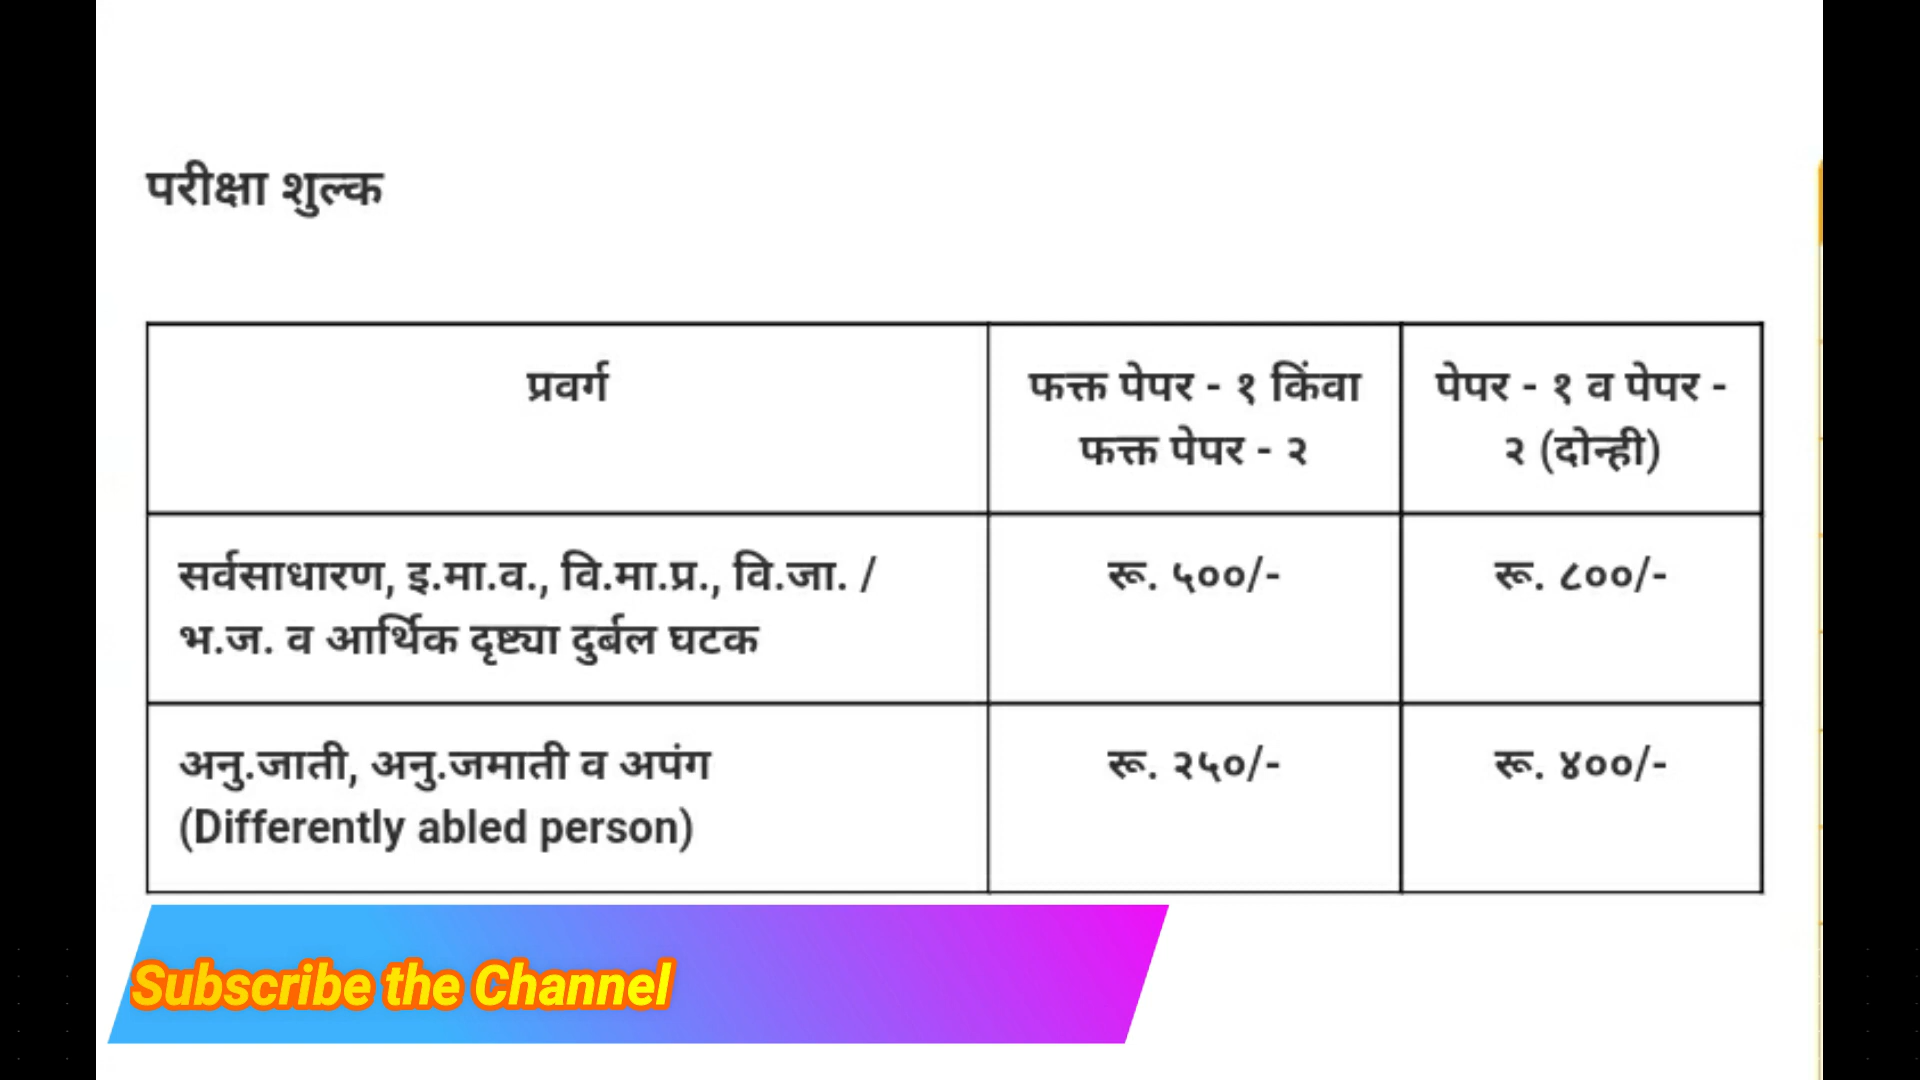 परीक्षा शुल्क
प्रवर्ग
फक्त पेपर - १ किंवा
फक्त पेपर - २
पेपर - १ व पेपर -
२ (दोन्ही)
सर्वसाधारण, इ.मा.व., वि.मा.प्र., वि.जा. /
भ.ज. व आर्थिक दृष्ट्या दुर्बल घटक
रू. ५००/-
रू. ८००/-
अनु.जाती, अनु.जमाती व अपंग
(Differently abled person)
रू. २५०/-
रू. ४००/-
Subscribe the Channel